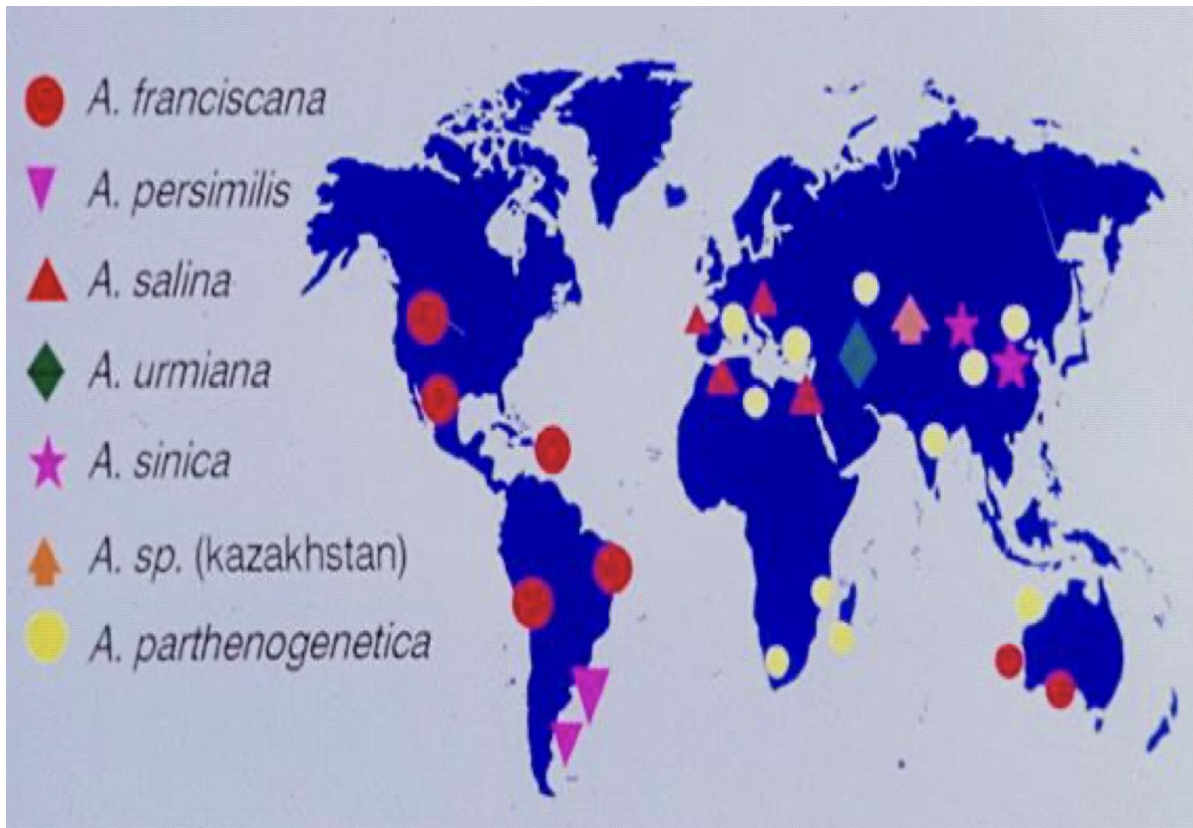 A. franciscana
A. persimilis
A. salina
A. urmiana
A. sinica
A. sp. (kazakhstan)
A. parthenogenetica